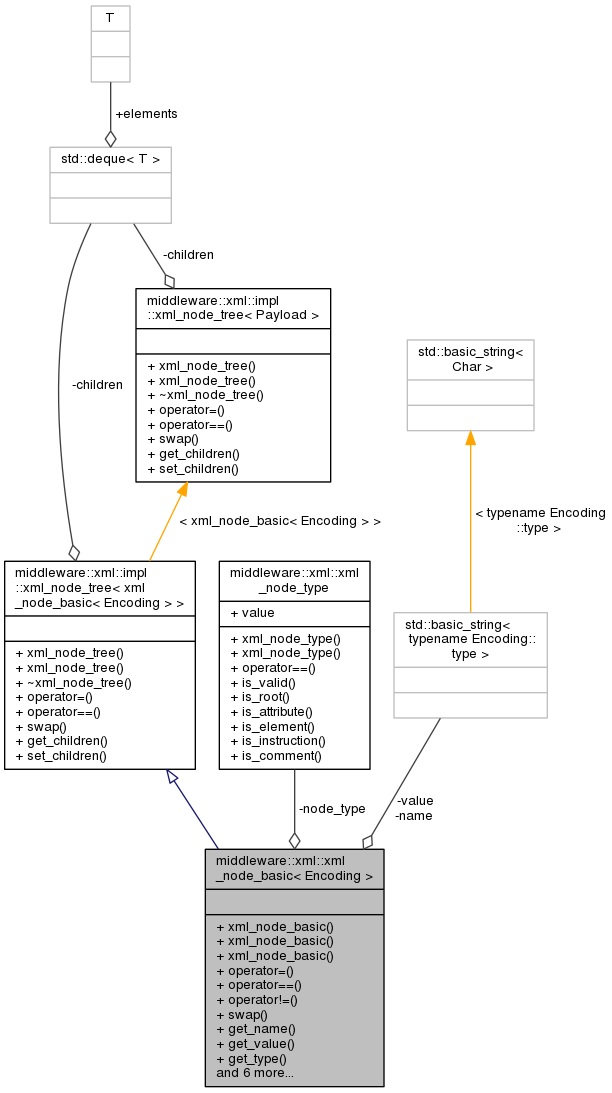 T
+elements
std::deque< T >
-children
middleware::xml::impl
::xml_node_tree< Payload >
+ xml_node_tree()
+ xml_node_tree()
+ ~xml_node_tree()
+ operator=()
+ operator==()
+ swap()
+ get_children()
+ set_children()
std::basic_string<
Char >
-children
< xml_node_basic< Encoding > >
< typename Encoding
::type >
middleware::xml::impl
::xml_node_tree< xml
_node_basic< Encoding > >
+ xml_node_tree()
+ xml_node_tree()
+ ~xml_node_tree()
+ operator=()
+ operator==()
+ swap()
+ get_children()
+ set_children()
middleware::xml::xml
_node_type
+ value
+ xml_node_type()
+ xml_node_type()
+ operator==()
+ is_valid()
+ is_root()
+ is_attribute()
+ is_element()
+ is_instruction()
+ is_comment()
std::basic_string<
typename Encoding::
type >
-node_type
-value
-name
middleware::xml::xml
_node_basic< Encoding >
+ xml_node_basic()
+ xml_node_basic()
+ xml_node_basic()
+ operator=()
+ operator==()
+ operator!=()
+ swap()
+ get_name()
+ get_value()
+ get_type()
and 6 more...